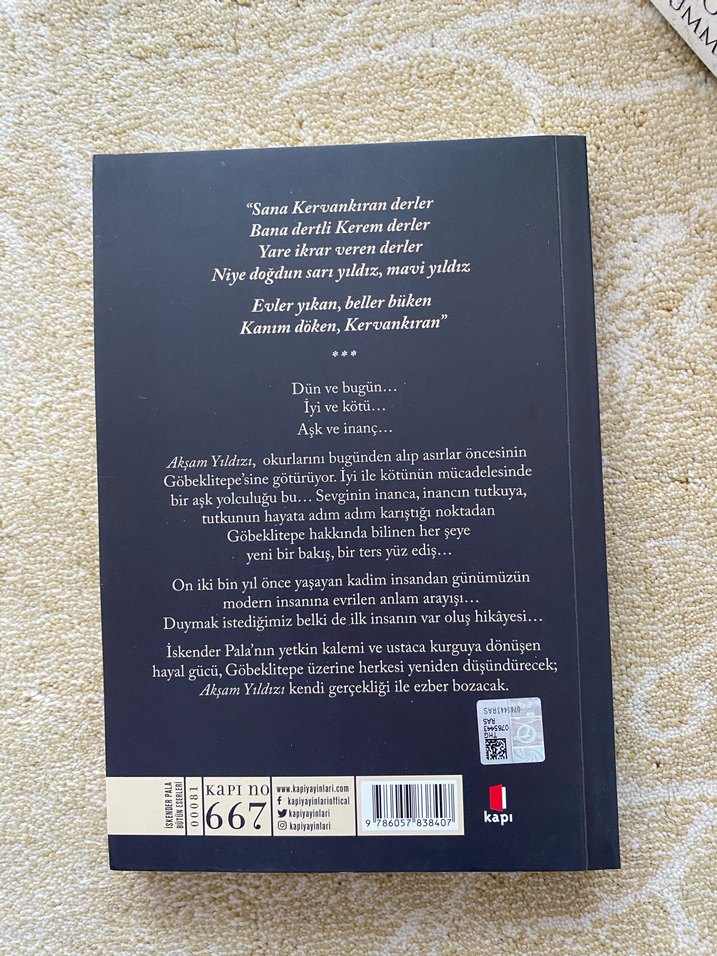 “Sana Kervankıran derler
Bana dertli Kerem derler
Yare ikrar veren derler
Niye doğdun sarı yıldız, mavi yıldız
Evler yıkan, beller büken
Kanım döken, Kervankıran”
***
Dün ve bugün…
İyi ve kötü…
Aşk ve inanç…
Akşam Yıldızı, okurlarını bugünden alıp asırlar öncesinin
Göbeklitepe’sine götürüyor. İyi ile kötünün mücadelesinde
bir aşk yolculuğu bu… Sevginin inanca, inancın tutkuya,
tutkunun hayata adım adım karıştığı noktadan
Göbeklitepe hakkında bilinen her şeye
yeni bir bakış, bir ters yüz ediş…
On iki bin yıl önce yaşayan kadim insandan günümüzün
modern insanına evrilen anlam arayışı…
Duymak istediğimiz belki de ilk insanın var oluş hikâyesi…
İskender Pala’nın yetkin kalemi ve ustaca kurguya dönüşen
hayal gücü, Göbeklitepe üzerine herkesi yeniden düşündürecek;
Akşam Yıldızı kendi gerçekliği ile ezber bozacak.
THG
0765443
RAS
0765443RAS
İSKENDER PALA
BÜTÜN ESERLERİ
00081
KAPI NO
667
www.kapiyayinlari.com
kapiyayinlarioffical
kapiyayinlari
kapiyayinlari
9 786057 838407
kapı
UMM